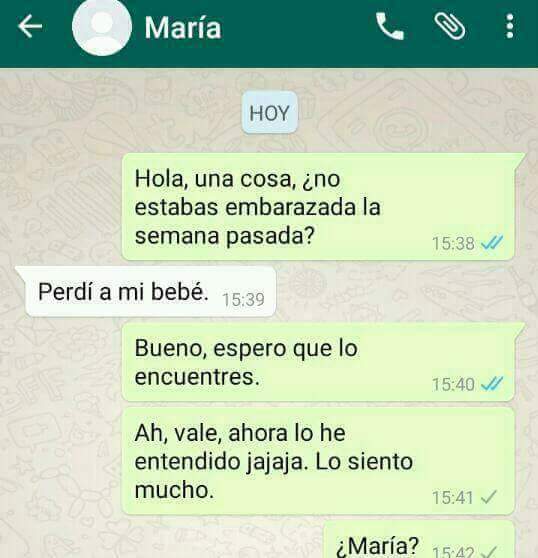 María
HOY
Hola, una cosa, ¿no
estabas embarazada la
semana pasada?
15:38
Perdí a mi bebé. 15:39
Bueno, espero que lo
encuentres.
15:40
Ah, vale, ahora lo he
entendido jajaja. Lo siento
mucho.
15:41
¿María? 15:42